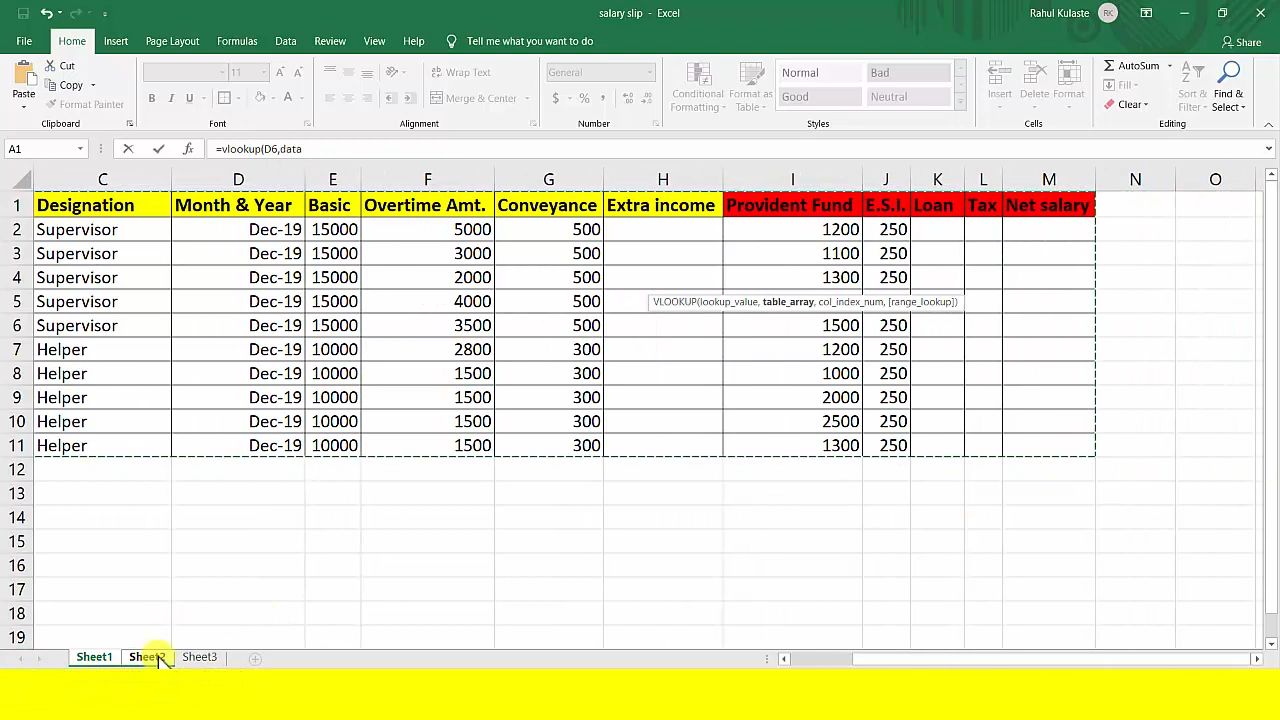 salary slip - Excel
Rahul Kulaste RK
File Home Insert Page Layout Formulas Data Review View Help Tell me what you want to do Share
Paste Cut Copy Format Painter Clipboard
11 A A B I U A Font
ab Wrap Text Merge & Center Alignment
General $ % , Number
Conditional Formatting Format as Table Normal Bad Good Neutral Styles
Insert Delete Format Cells
AutoSum Fill Clear Sort & Filter Find & Select Editing
A1 fx =vlookup(D6,data
C D E F G H I J K L M N O
1 Designation Month & Year Basic Overtime Amt. Conveyance Extra income Provident Fund E.S.I. Loan Tax Net salary
2 Supervisor Dec-19 15000 5000 500 1200 250
3 Supervisor Dec-19 15000 3000 500 1100 250
4 Supervisor Dec-19 15000 2000 500 1300 250
5 Supervisor Dec-19 15000 4000 500 VLOOKUP(lookup_value, table_array, col_index_num, [range_lookup])
6 Supervisor Dec-19 15000 3500 500 1500 250
7 Helper Dec-19 10000 2800 300 1200 250
8 Helper Dec-19 10000 1500 300 1000 250
9 Helper Dec-19 10000 1500 300 2000 250
10 Helper Dec-19 10000 1500 300 2500 250
11 Helper Dec-19 10000 1500 300 1300 250
12
13
14
15
16
17
18
19
Sheet1 Sheet2 Sheet3